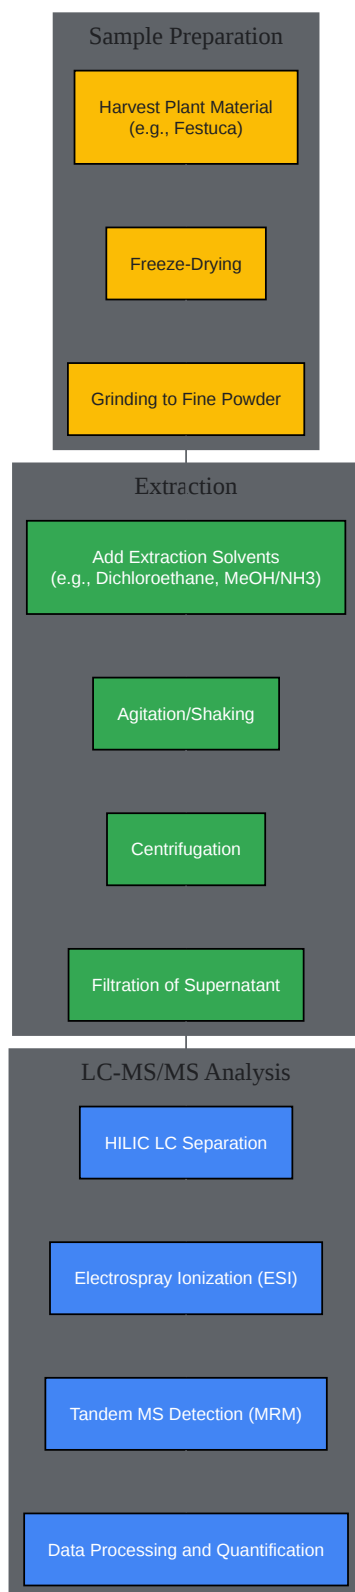 Sample Preparation
Harvest Plant Material
(e.g., Festuca)
Freeze-Drying
Grinding to Fine Powder
Extraction
Add Extraction Solvents
(e.g., Dichloroethane, MeOH/NH3)
Agitation/Shaking
Centrifugation
Filtration of Supernatant
LC-MS/MS Analysis
HILIC LC Separation
Electrospray Ionization (ESI)
Tandem MS Detection (MRM)
Data Processing and Quantification